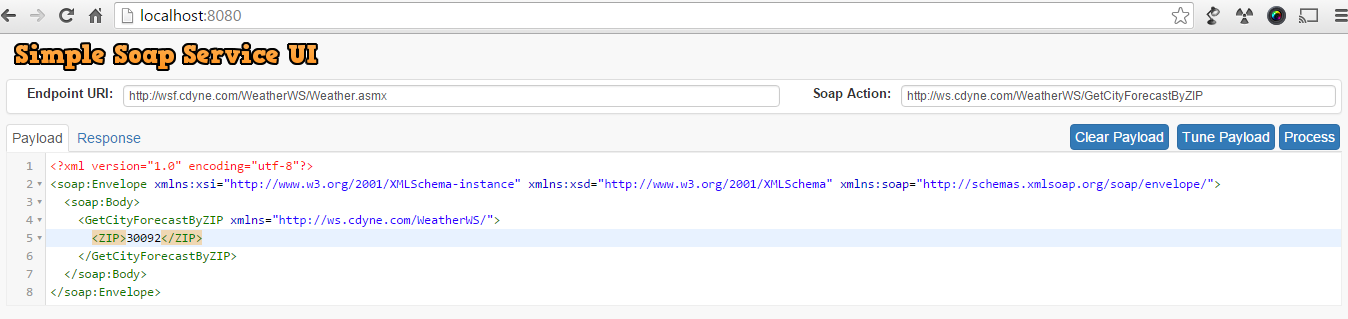 localhost:8080
Simple Soap Service UI
Endpoint URI: http://wsf.cdyne.com/WeatherWS/Weather.asmx Soap Action: http://ws.cdyne.com/WeatherWS/GetCityForecastByZIP
Payload Response Clear Payload Tune Payload Process
1 <?xml version="1.0" encoding="utf-8"?>
2 <soap:Envelope xmlns:xsi="http://www.w3.org/2001/XMLSchema-instance" xmlns:xsd="http://www.w3.org/2001/XMLSchema" xmlns:soap="http://schemas.xmlsoap.org/soap/envelope/">
3 <soap:Body>
4 <GetCityForecastByZIP xmlns="http://ws.cdyne.com/WeatherWS/">
5 <ZIP>30092</ZIP>
6 </GetCityForecastByZIP>
7 </soap:Body>
8 </soap:Envelope>